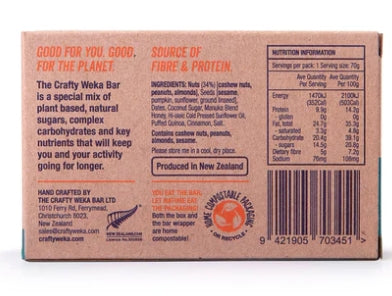 GOOD FOR YOU, GOOD
FOR THE PLANET.
The Crafty Weka Bar
is a special mix of
plant based, natural
sugars, complex
carbohydrates and key
nutrients that will keep
you and your activity
going for longer.
HAND CRAFTED BY
THE CRAFTY WEKA BAR LTD
1010 Ferry Rd, Ferrymead,
Christchurch 8023,
New Zealand
sales@craftyweka.com
craftyweka.com
SOURCE OF
FIBRE & PROTEIN.
INGREDIENTS: Nuts (34%) [cashew nuts,
peanuts, almonds], Seeds [sesame,
pumpkin, sunflower, ground linseed],
Dates, Coconut Sugar, Manuka Blend
Honey, Cold Pressed Sunflower Oil,
Puffed Quinoa, Cinnamon, Salt.
Contains cashew nuts, peanuts,
almonds, sesame.
Please store me in a cool, dry place.
Produced in New Zealand
YOU EAT THE BAR,
LET NATURE EAT
THE PACKAGING!
Both the box and
the bar wrapper
are home
compostable!
HOME COMPOSTABLE PACKAGING
OR RECYCLE
NUTRITION INFORMATION
Servings per pack: 1 Serving size: 70g
Ave Quantity Ave Quantity
Per Serving Per 100g
Energy 1470kJ 2100kJ
(352Cal) (503Cal)
Protein 9.9g 14.2g
Fat, total 24.7g 35.3g
- saturated 3.3g 4.8g
Carbohydrate 20.4g 29.1g
- sugars 14.5g 20.8g
Dietary fibre 5g 7.2g
Sodium 76mg 108mg
9 421905 703451 >